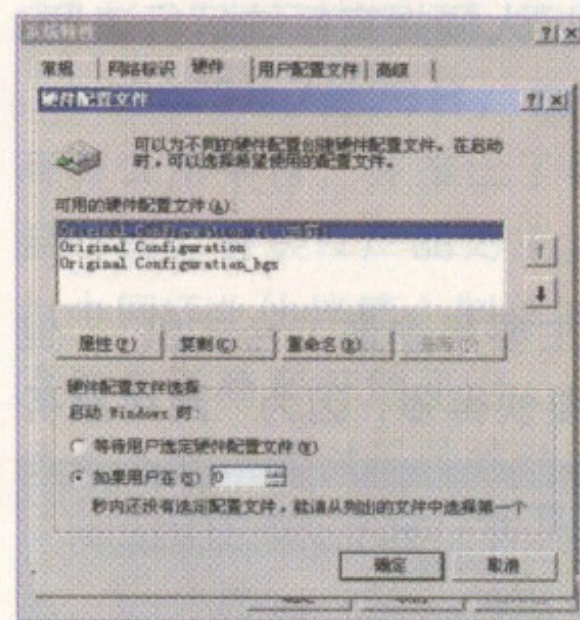 系统特性
常规 网络标识 硬件 用户配置文件 高级
硬件配置文件
可以为不同的硬件配置创建硬件配置文件。在启动
时，可以选择希望使用的配置文件。
可用的硬件配置文件(A):
Original Configuration
Original Configuration
Original Configuration_bgx
属性(P) 复制(C) 重命名(R) 删除(D)
硬件配置文件选择
启动 Windows 时:
等待用户选定硬件配置文件(W)
如果用户在(S) 0
秒内还没有选定配置文件，就请从列出的文件中选择第一个
确定 取消